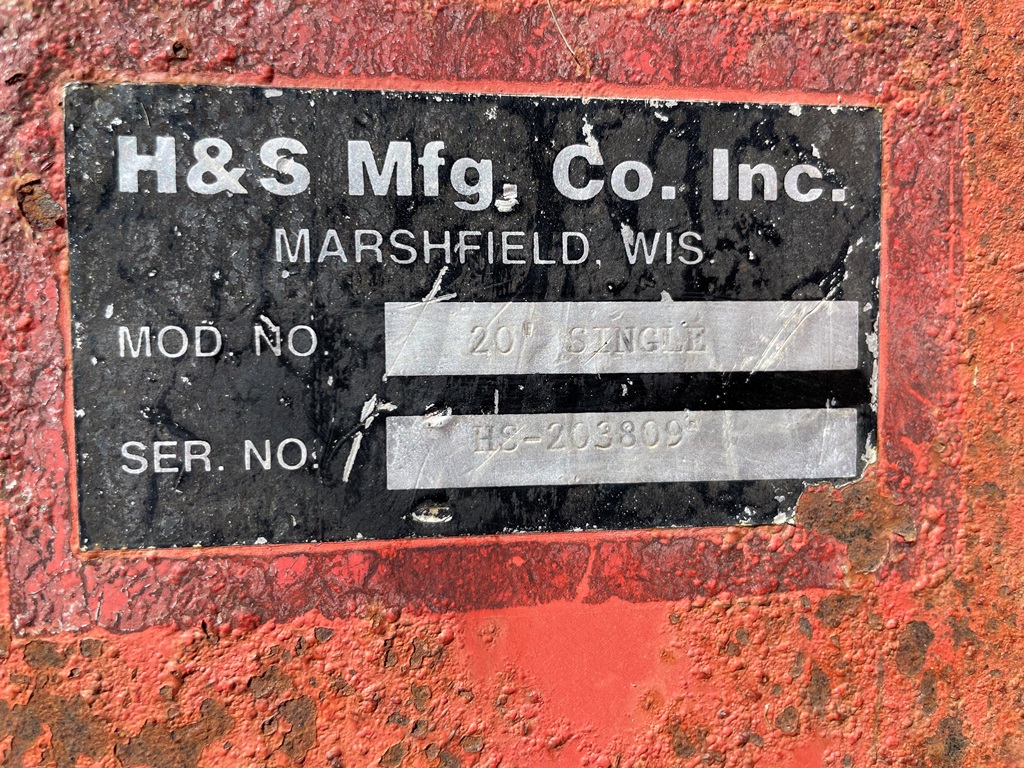 H&S Mfg. Co. Inc.
MARSHFIELD, WIS.
MOD. NO. 20' SINGLE
SER. NO. HS-203809